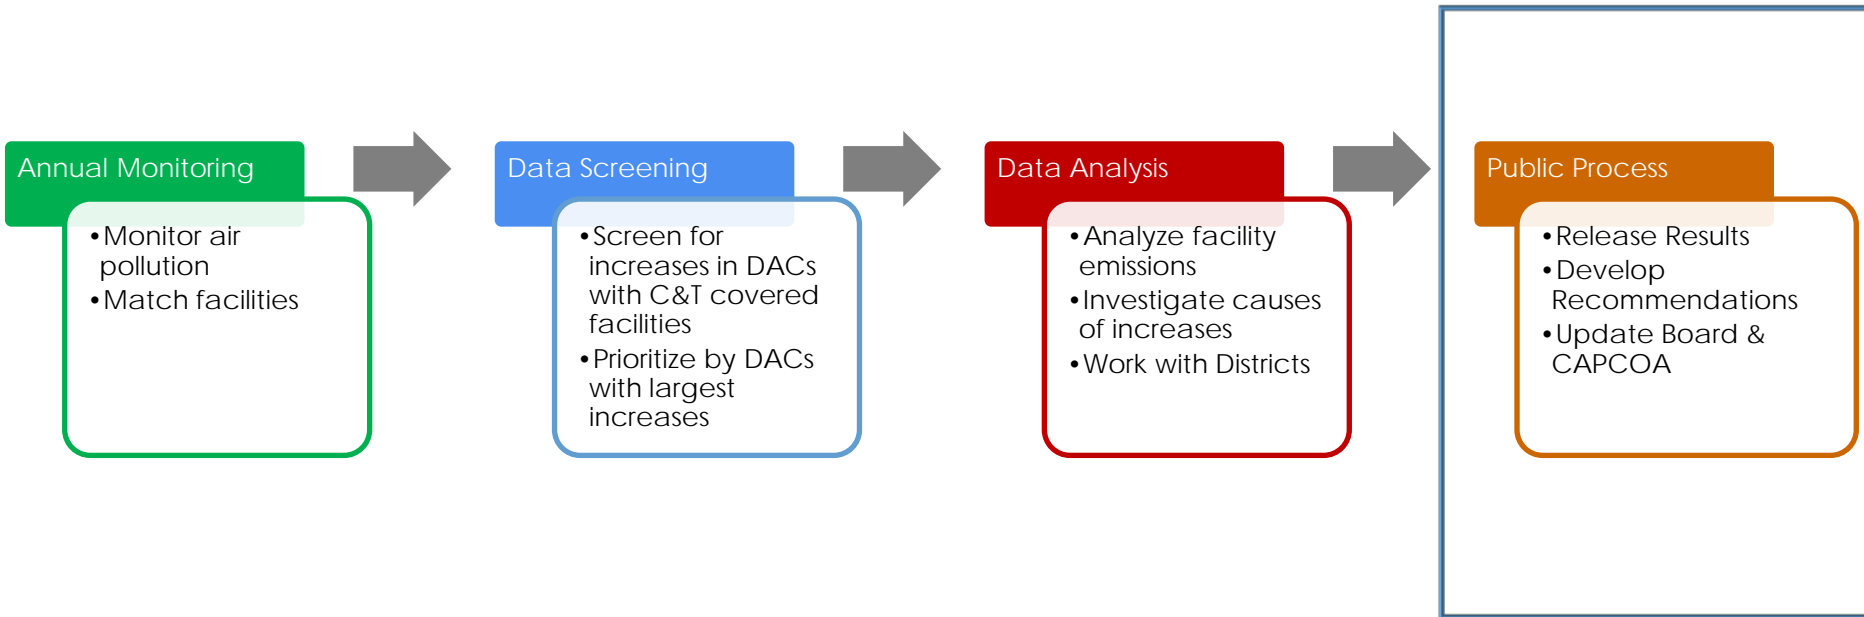 Annual Monitoring
•Monitor air
pollution
•Match facilities
Data Screening
•Screen for
increases in DACs
with C&T covered
facilities
•Prioritize by DACs
with largest
increases
Data Analysis
•Analyze facility
emissions
•Investigate causes
of increases
•Work with Districts
Public Process
•Release Results
•Develop
Recommendations
•Update Board &
CAPCOA